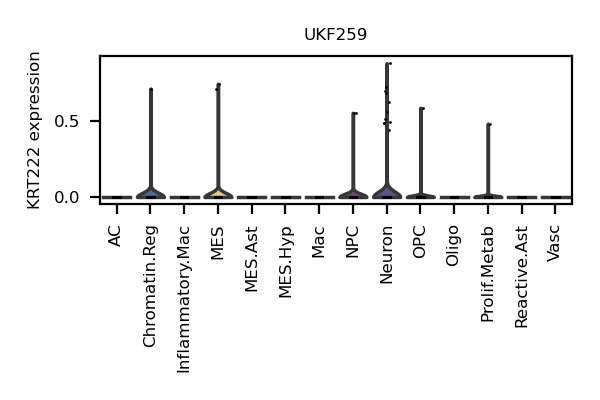 UKF259
KRT222 expression
0.5
0.0
AC
Chromatin.Reg
Inflammatory.Mac
MES
MES.Ast
MES.Hyp
Mac
NPC
Neuron
OPC
Oligo
Prolif.Metab
Reactive.Ast
Vasc